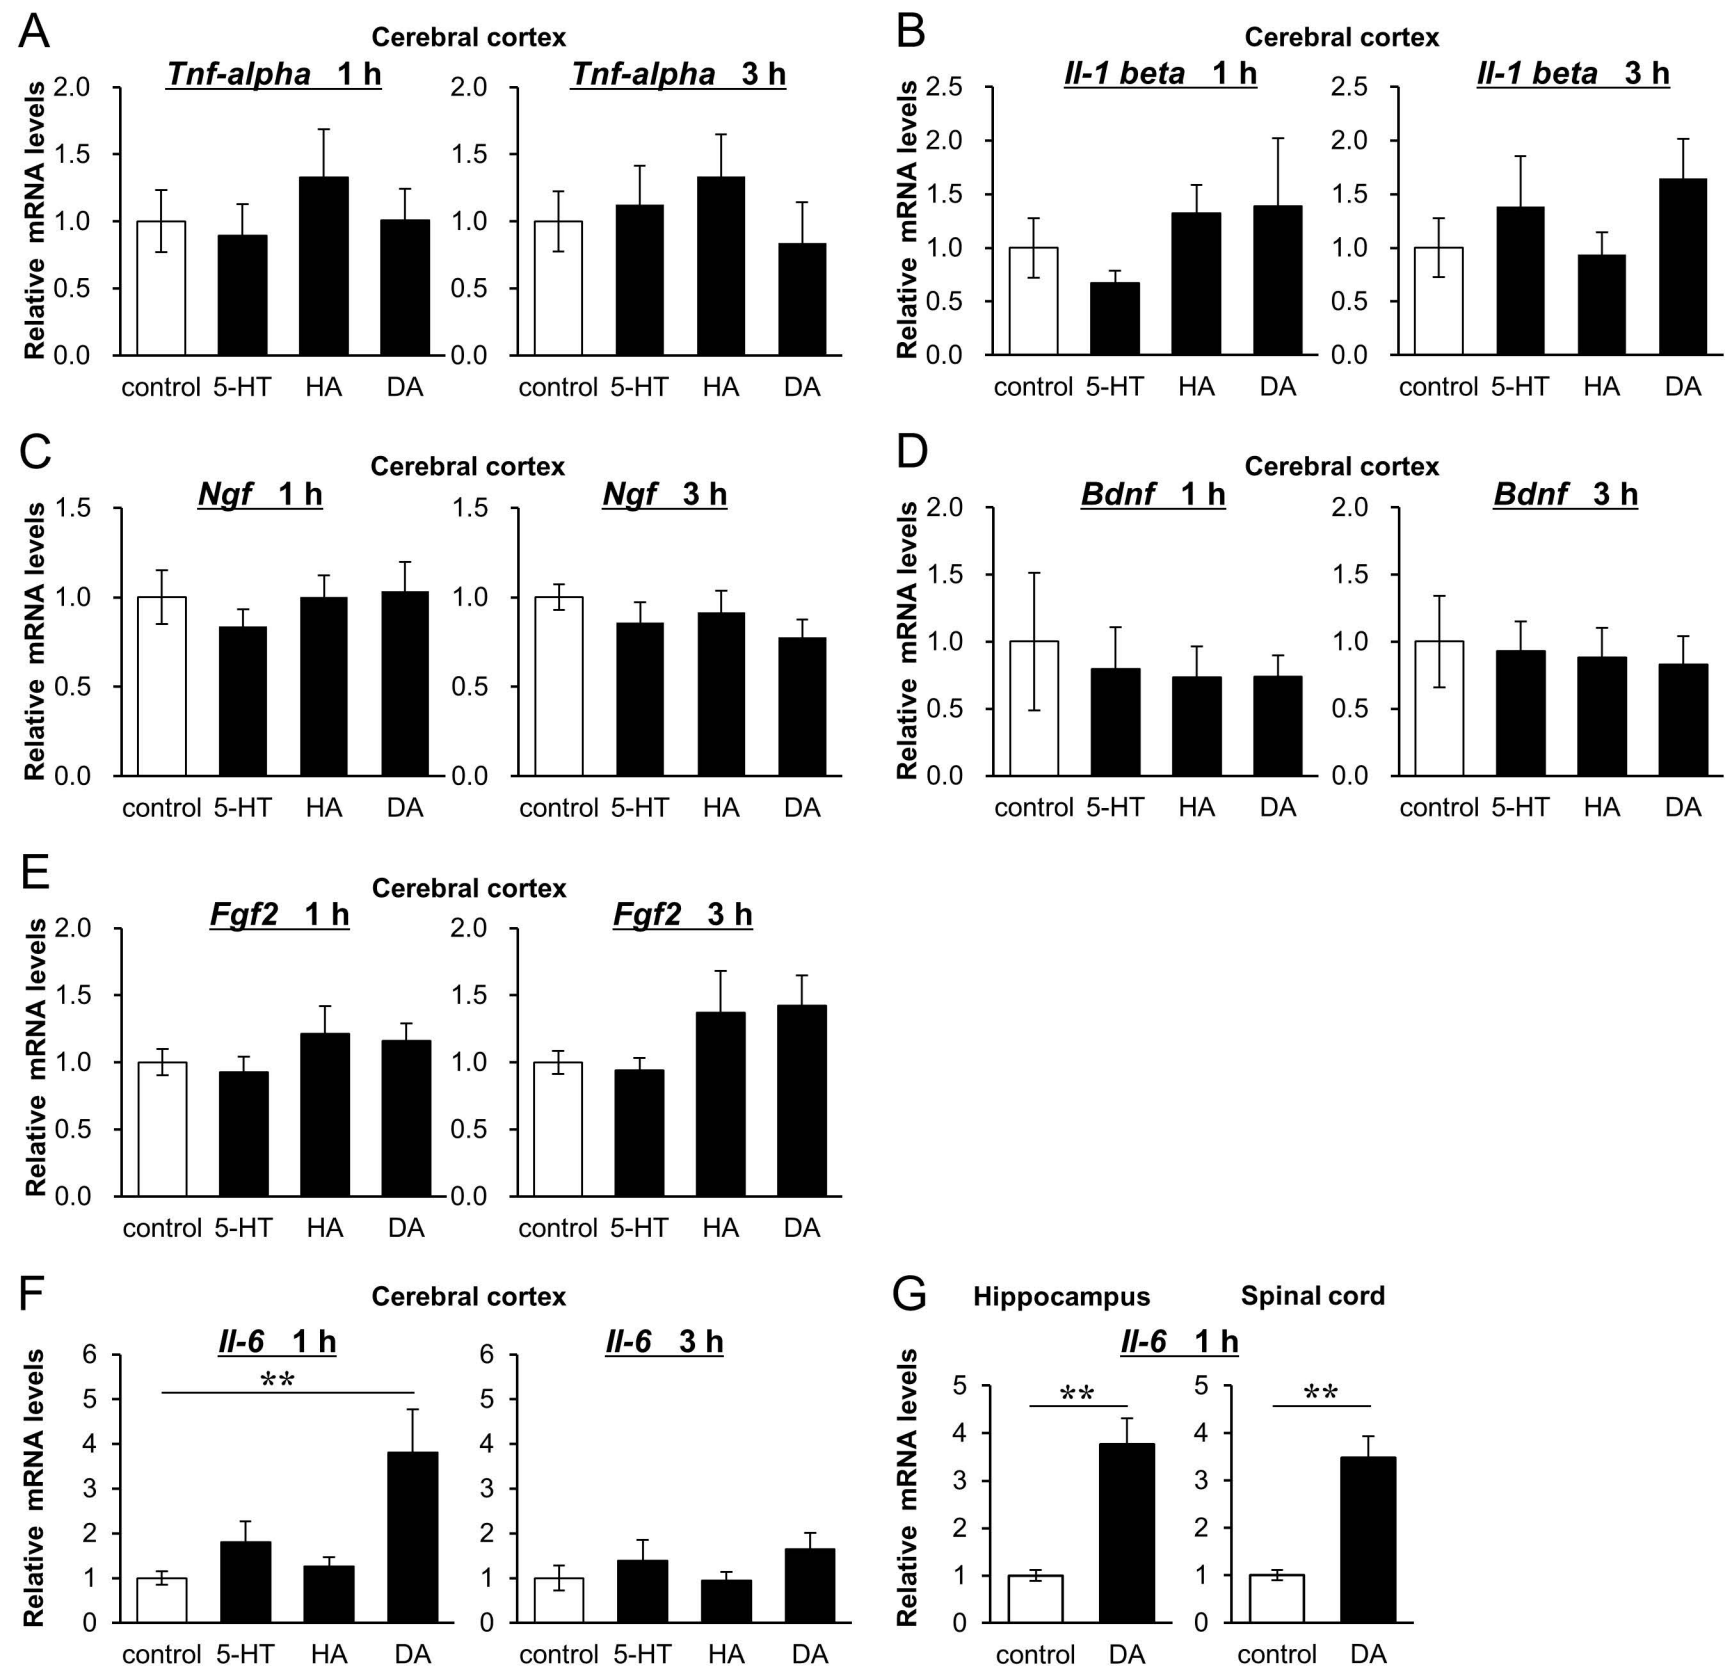 A
Cerebral cortex
Tnf-alpha 1 h
Tnf-alpha 3 h
Relative mRNA levels
2.0
1.5
1.0
0.5
0.0
control 5-HT HA DA
2.0
1.5
1.0
0.5
0.0
control 5-HT HA DA
B
Cerebral cortex
Il-1 beta 1 h
Il-1 beta 3 h
Relative mRNA levels
2.5
2.0
1.5
1.0
0.5
0.0
control 5-HT HA DA
2.5
2.0
1.5
1.0
0.5
0.0
control 5-HT HA DA
C
Cerebral cortex
Ngf 1 h
Ngf 3 h
Relative mRNA levels
1.5
1.0
0.5
0.0
control 5-HT HA DA
1.5
1.0
0.5
0.0
control 5-HT HA DA
D
Cerebral cortex
Bdnf 1 h
Bdnf 3 h
Relative mRNA levels
2.0
1.5
1.0
0.5
0.0
control 5-HT HA DA
2.0
1.5
1.0
0.5
0.0
control 5-HT HA DA
E
Cerebral cortex
Fgf2 1 h
Fgf2 3 h
Relative mRNA levels
2.0
1.5
1.0
0.5
0.0
control 5-HT HA DA
2.0
1.5
1.0
0.5
0.0
control 5-HT HA DA
F
Cerebral cortex
Il-6 1 h
Il-6 3 h
Relative mRNA levels
6
5
4
3
2
1
0
**
control 5-HT HA DA
6
5
4
3
2
1
0
control 5-HT HA DA
G
Hippocampus
Spinal cord
Il-6 1 h
Relative mRNA levels
5
4
3
2
1
0
**
control DA
5
4
3
2
1
0
**
control DA